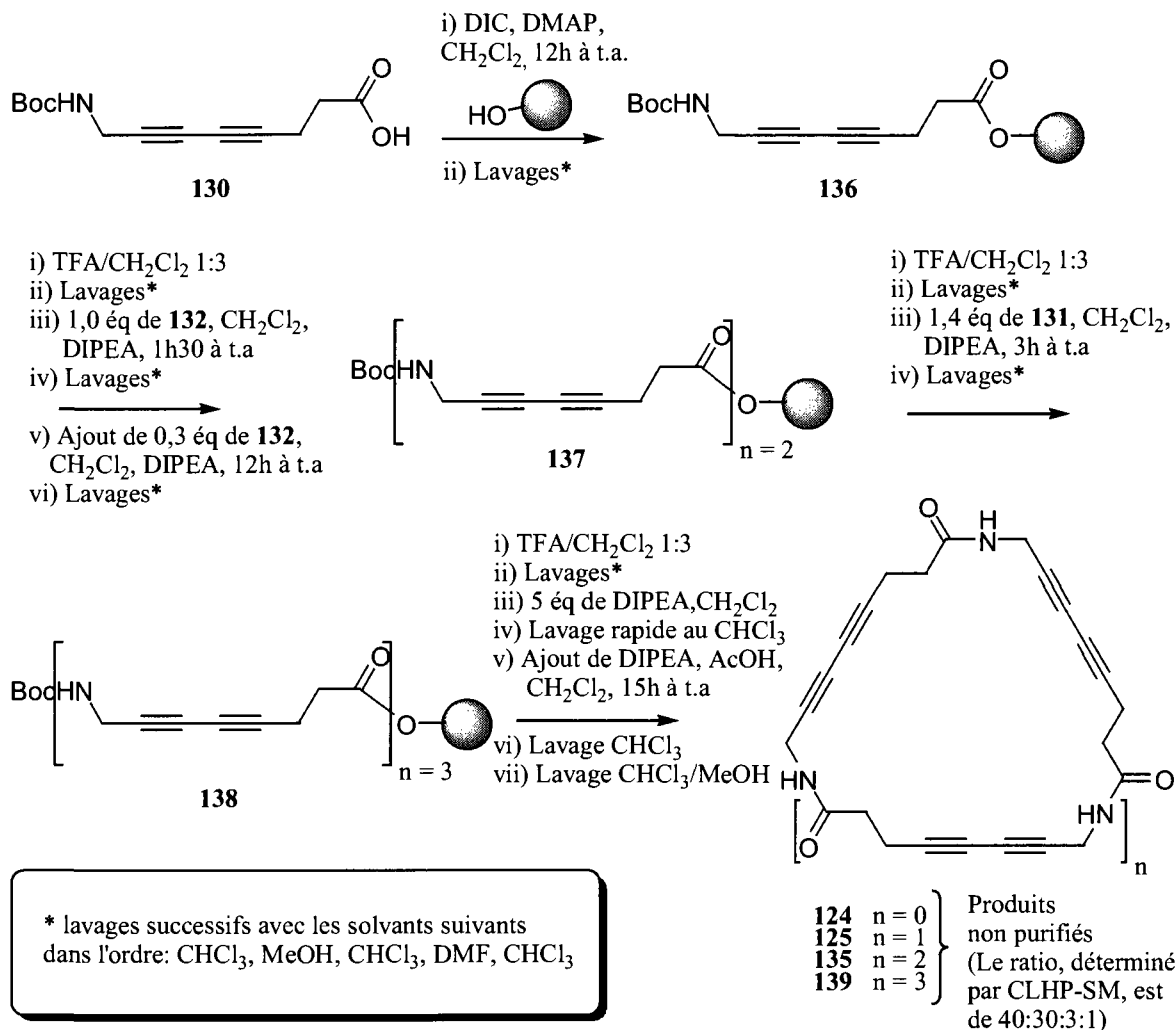 BocHN
O
OH
130
i) DIC, DMAP,
CH2Cl2, 12h à t.a.
HO
ii) Lavages*
BocHN
O
O
136
i) TFA/CH2Cl2 1:3
ii) Lavages*
iii) 1,0 éq de 132, CH2Cl2,
DIPEA, 1h30 à t.a
iv) Lavages*
v) Ajout de 0,3 éq de 132,
CH2Cl2, DIPEA, 12h à t.a
vi) Lavages*
BocHN
O
O
n = 2
137
i) TFA/CH2Cl2 1:3
ii) Lavages*
iii) 1,4 éq de 131, CH2Cl2,
DIPEA, 3h à t.a
iv) Lavages*
BocHN
O
O
n = 3
138
i) TFA/CH2Cl2 1:3
ii) Lavages*
iii) 5 éq de DIPEA,CH2Cl2
iv) Lavage rapide au CHCl3
v) Ajout de DIPEA, AcOH,
CH2Cl2, 15h à t.a
vi) Lavage CHCl3
vii) Lavage CHCl3/MeOH
O
H
N
NH
O
HN
O
n
* lavages successifs avec les solvants suivants
dans l'ordre: CHCl3, MeOH, CHCl3, DMF, CHCl3
124 n = 0
125 n = 1
135 n = 2
139 n = 3
Produits
non purifiés
(Le ratio, déterminé
par CLHP-SM, est
de 40:30:3:1)